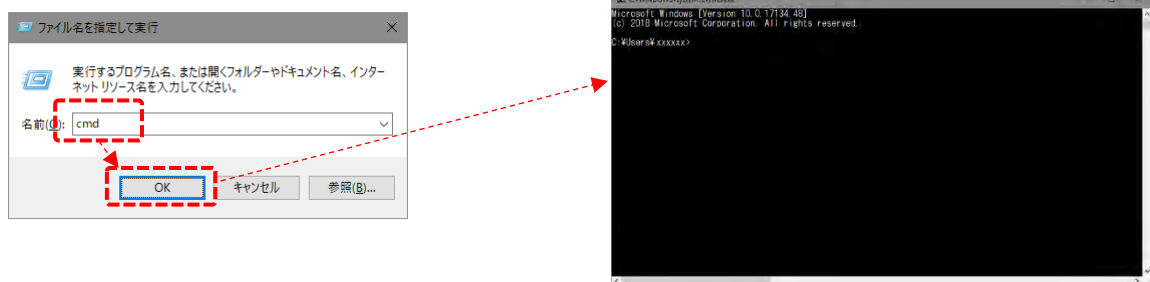 ファイル名を指定して実行
実行するプログラム名、または開くフォルダーやドキュメント名、インター
ネット リソース名を入力してください。
名前(O):
cmd
OK
キャンセル
参照(B)...
Microsoft Windows [Version 10.0.17134.48]
(c) 2018 Microsoft Corporation. All rights reserved.
C:¥Users¥xxxxxx>